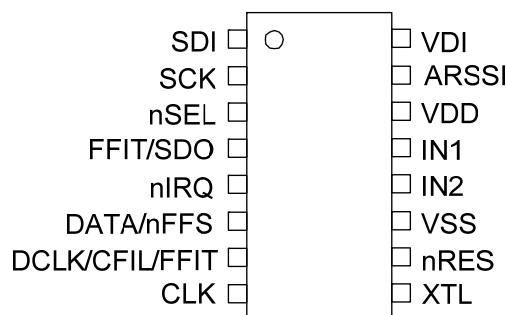 SDI VDI
SCK ARSSI
nSEL VDD
FFIT/SDO IN1
nIRQ IN2
DATA/nFFS VSS
DCLK/CFIL/FFIT nRES
CLK XTL